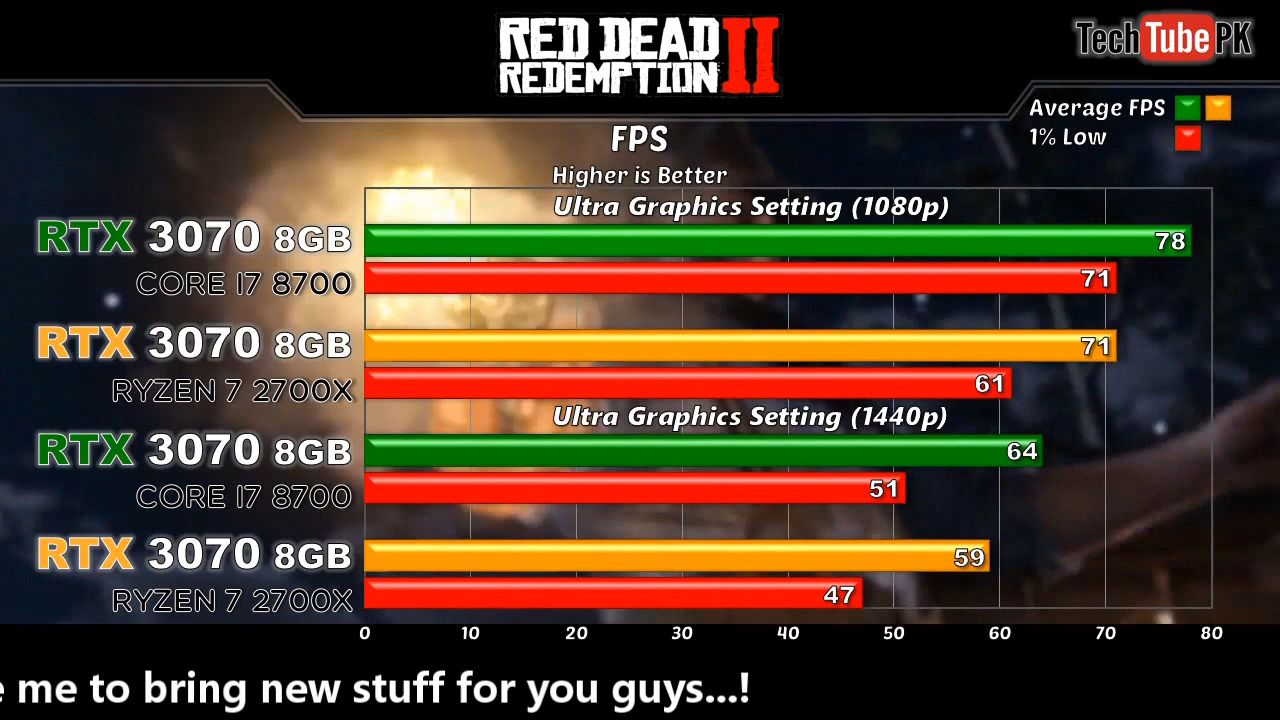 RED DEAD
REDEMPTION II
TechTubePK
Average FPS
1% Low
FPS
Higher is Better
Ultra Graphics Setting (1080p)
RTX 3070 8GB
78
CORE I7 8700
71
RTX 3070 8GB
71
RYZEN 7 2700X
61
Ultra Graphics Setting (1440p)
RTX 3070 8GB
64
CORE I7 8700
51
RTX 3070 8GB
59
RYZEN 7 2700X
47
0 10 20 30 40 50 60 70 80
e me to bring new stuff for you guys...!